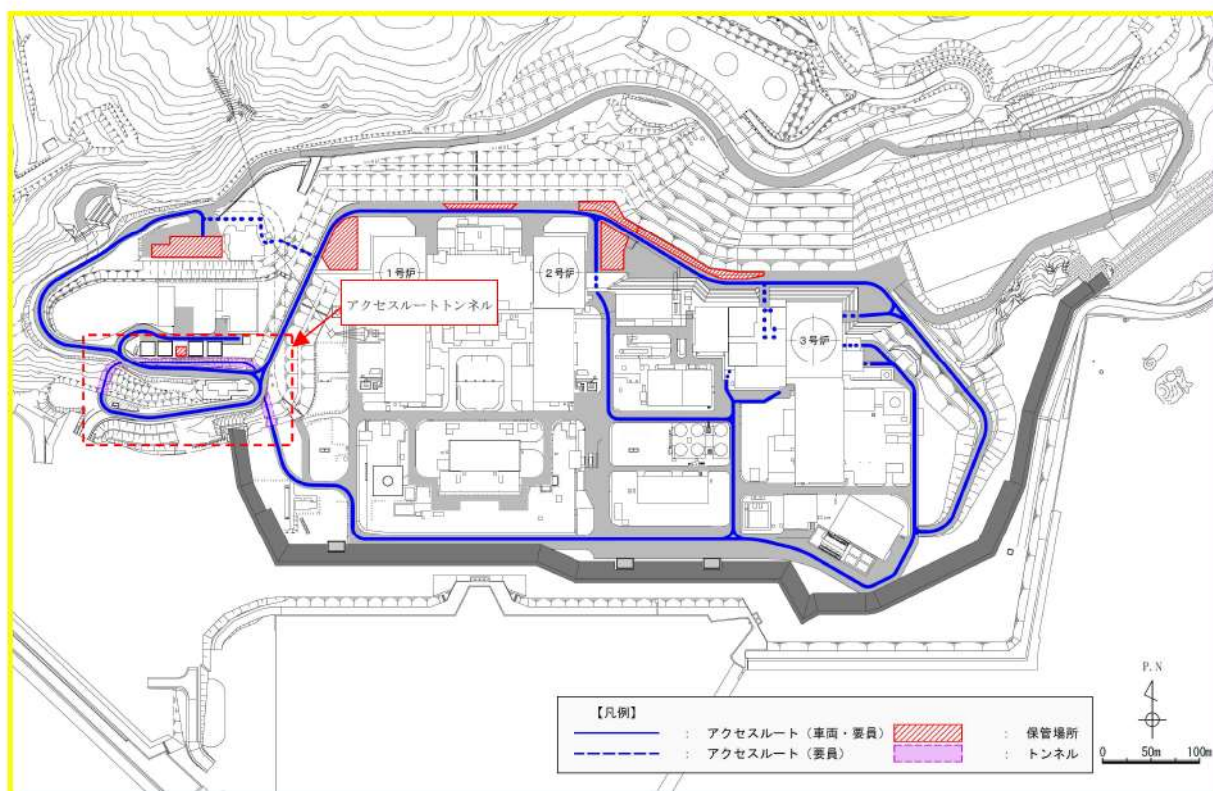 1号炉
2号炉
アクセスルートトンネル
3号炉
P.N
【凡例】
: アクセスルート（車両・要員） : 保管場所
: アクセスルート（要員） : トンネル
0 50m 100m